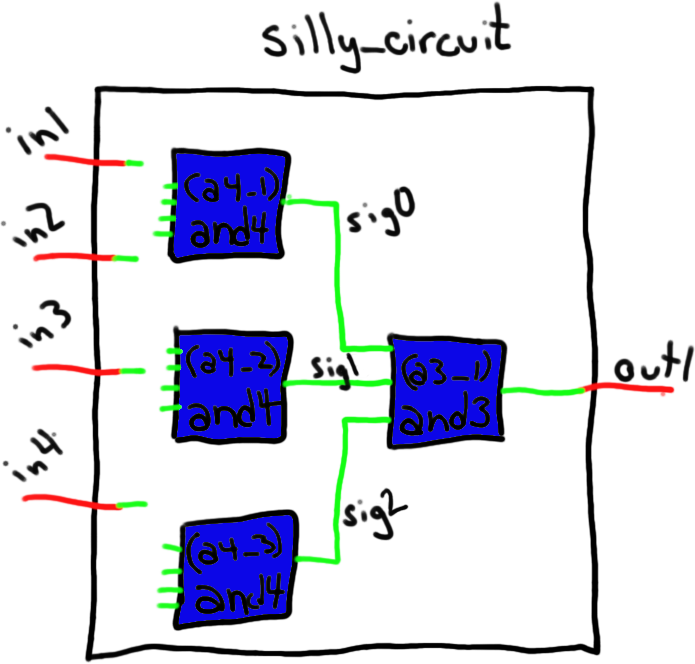 silly_circuit
in1
(a4_1)
and4
sig0
in2
in3
(a4_2)
and4
sig1
(a3_1)
and3
out1
in4
sig2
(a4_3)
and4